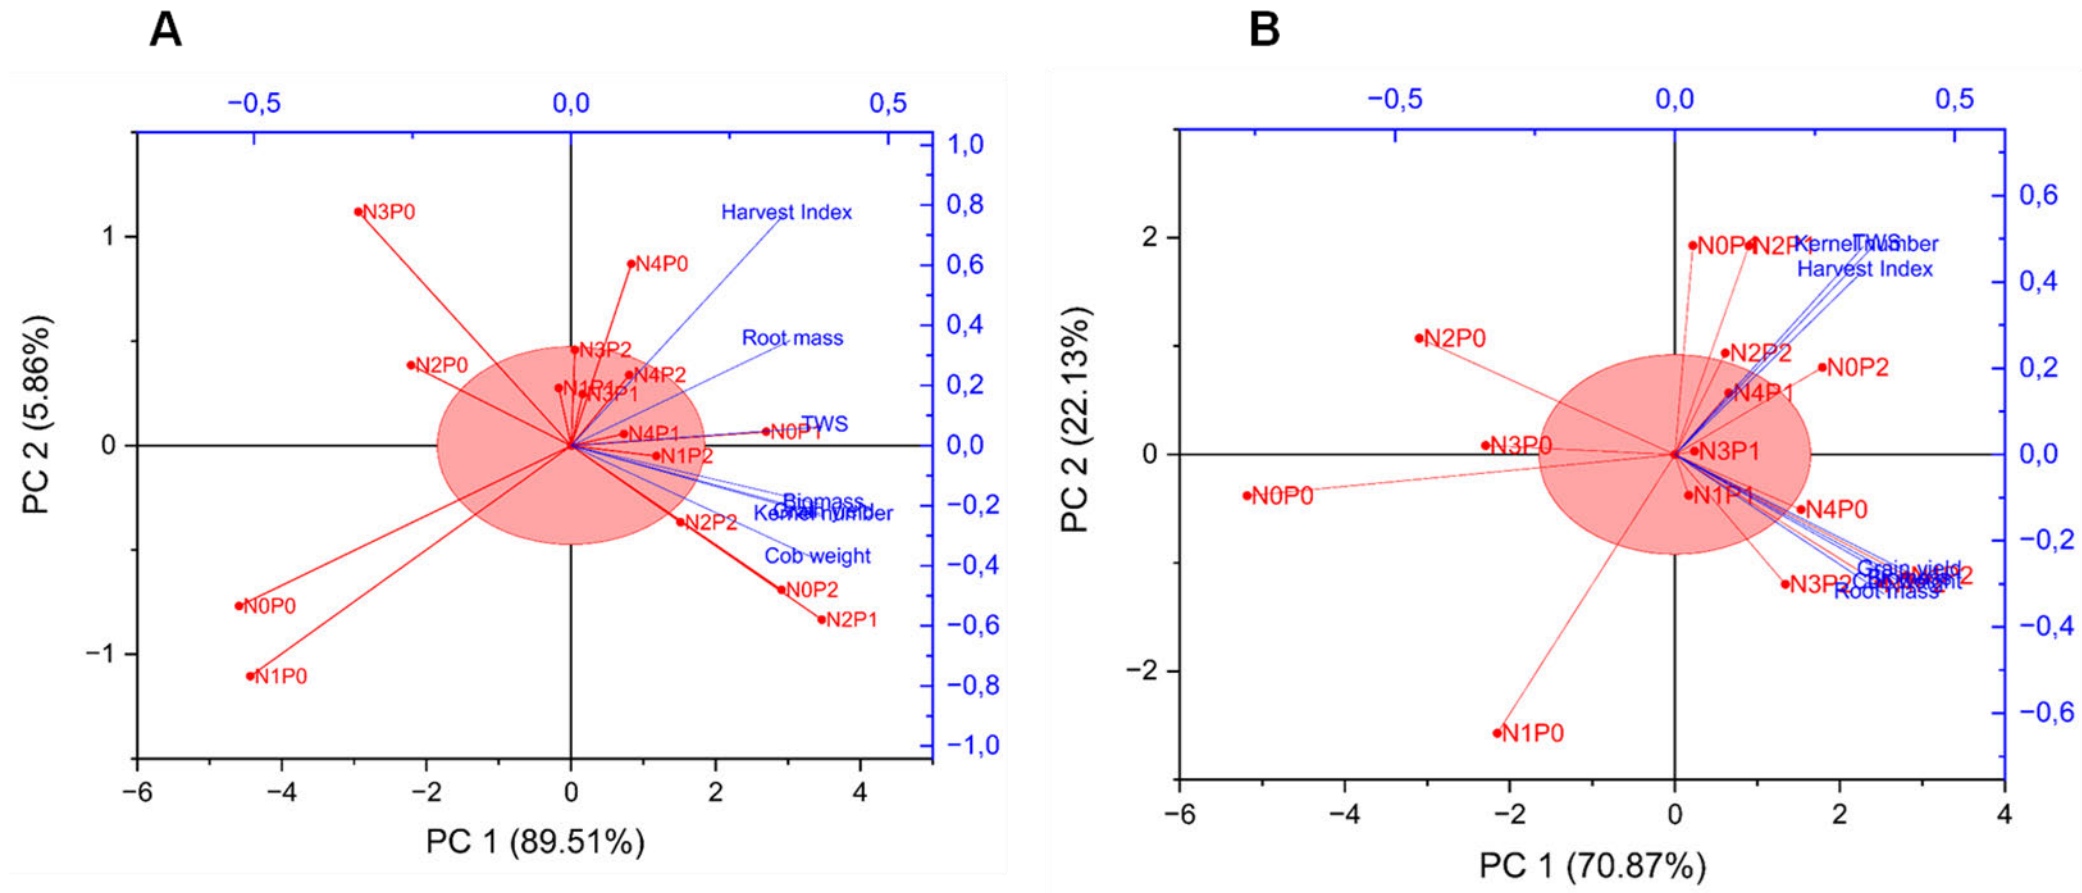 A
−0,5 0,0 0,5
1,0
0,8
0,6
0,4
0,2
0,0
−0,2
−0,4
−0,6
−0,8
−1,0
1
0
−1
PC 2 (5.86%)
N3P0
Harvest Index
N4P0
Root mass
N3P2
N2P0
N4P2
N1P1
N3P1
TWS
N0P1
N4P1
N1P2
Biomass
Grain yield
Kernel number
N2P2
Cob weight
N0P2
N2P1
N0P0
N1P0
−6 −4 −2 0 2 4
PC 1 (89.51%)
B
−0,5 0,0 0,5
0,6
0,4
0,2
0,0
−0,2
−0,4
−0,6
2
0
−2
PC 2 (22.13%)
N0P1
N2P1
Kernel number
TWS
Harvest Index
N2P0
N2P2
N0P2
N4P1
N3P0
N3P1
N0P0
N1P1
N4P0
Grain yield
N3P2
Root mass
N1P0
−6 −4 −2 0 2 4
PC 1 (70.87%)